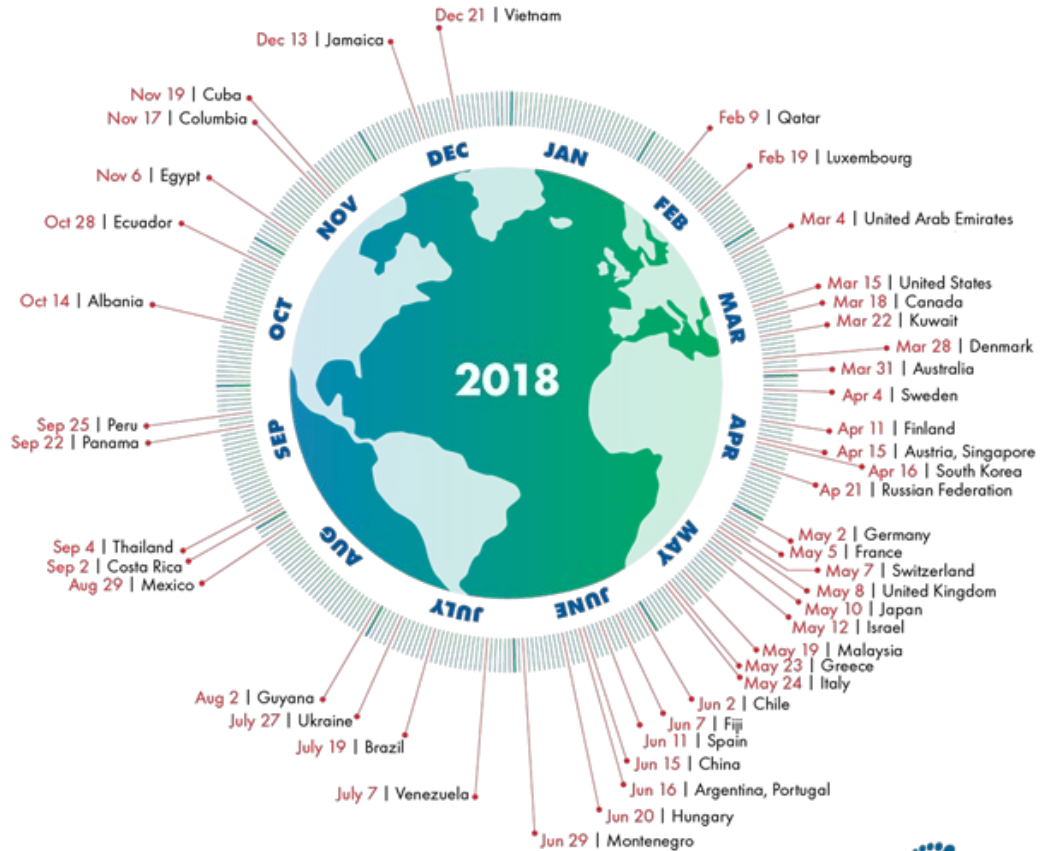 Dec 21 | Vietnam
Dec 13 | Jamaica
Nov 19 | Cuba
Nov 17 | Columbia
Nov 6 | Egypt
Oct 28 | Ecuador
Oct 14 | Albania
Sep 25 | Peru
Sep 22 | Panama
Sep 4 | Thailand
Sep 2 | Costa Rica
Aug 29 | Mexico
Aug 2 | Guyana
July 27 | Ukraine
July 19 | Brazil
July 7 | Venezuela
JAN
FEB
MAR
APR
MAY
JUNE
JULY
AUG
SEP
OCT
NOV
DEC
2018
Feb 9 | Qatar
Feb 19 | Luxembourg
Mar 4 | United Arab Emirates
Mar 15 | United States
Mar 18 | Canada
Mar 22 | Kuwait
Mar 28 | Denmark
Mar 31 | Australia
Apr 4 | Sweden
Apr 11 | Finland
Apr 15 | Austria, Singapore
Apr 16 | South Korea
Ap 21 | Russian Federation
May 2 | Germany
May 5 | France
May 7 | Switzerland
May 8 | United Kingdom
May 10 | Japan
May 12 | Israel
May 19 | Malaysia
May 23 | Greece
May 24 | Italy
Jun 2 | Chile
Jun 7 | Fiji
Jun 11 | Spain
Jun 15 | China
Jun 16 | Argentina, Portugal
Jun 20 | Hungary
Jun 29 | Montenegro